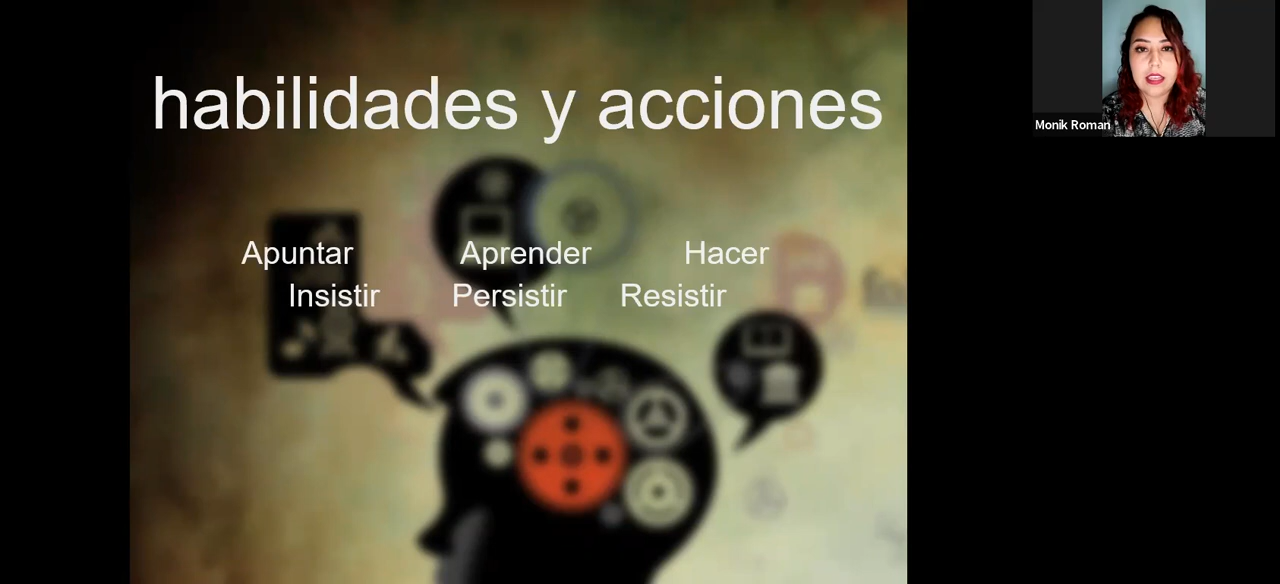 habilidades y acciones
Apuntar Aprender Hacer
Insistir Persistir Resistir
Monik Roman